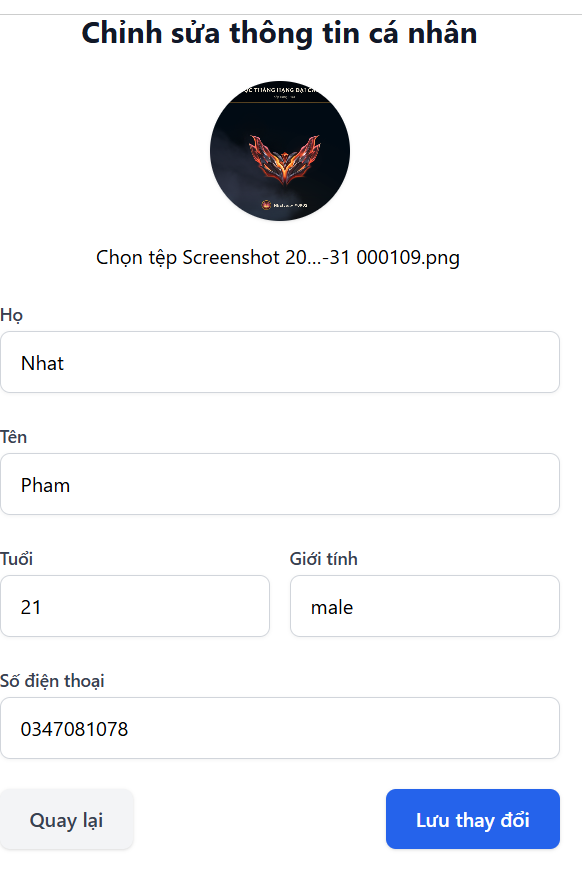 Chỉnh sửa thông tin cá nhân
Chọn tệp Screenshot 20...-31 000109.png
Họ
Nhat
Tên
Pham
Tuổi
Giới tính
21
male
Số điện thoại
0347081078
Quay lại
Lưu thay đổi